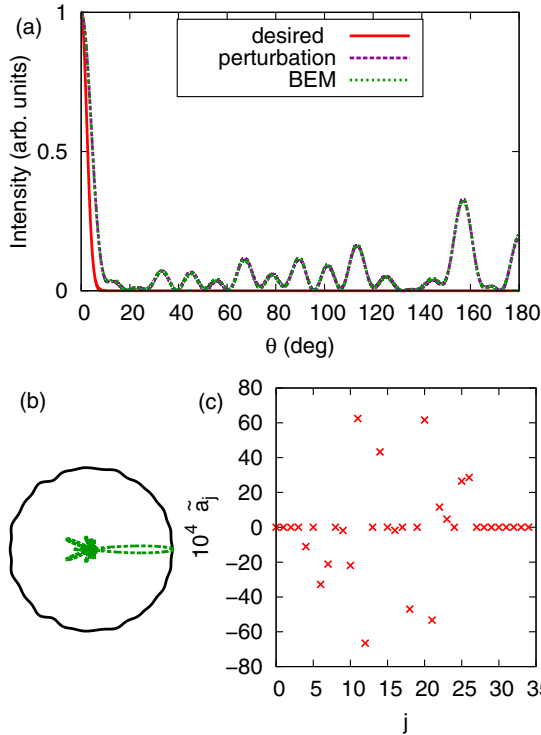 (a)
desired
perturbation
BEM
Intensity (arb. units)
1
0.5
0
0 20 40 60 80 100 120 140 160 180
θ (deg)
(b)
(c)
10⁴ ãⱼ
80
60
40
20
0
−20
−40
−60
−80
0 5 10 15 20 25 30 35
j